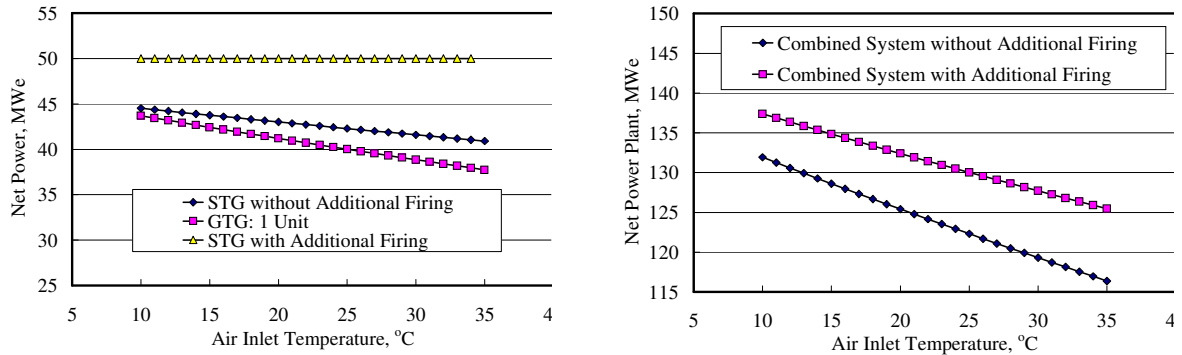 55
50
45
40
35
30
25
Net Power, MWe
STG without Additional Firing
GTG: 1 Unit
STG with Additional Firing
5 10 15 20 25 30 35 4
Air Inlet Temperature, °C
150
145
140
135
130
125
120
115
Net Power Plant, MWe
Combined System without Additional Firing
Combined System with Additional Firing
5 10 15 20 25 30 35 4
Air Inlet Temperature, °C